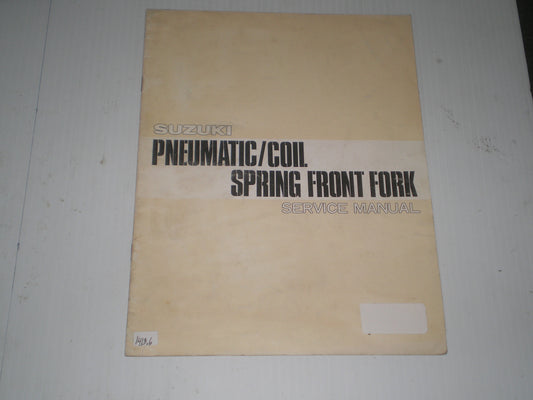 SUZUKI
PNEUMATIC/COIL
SPRING FRONT FORK
SERVICE MANUAL